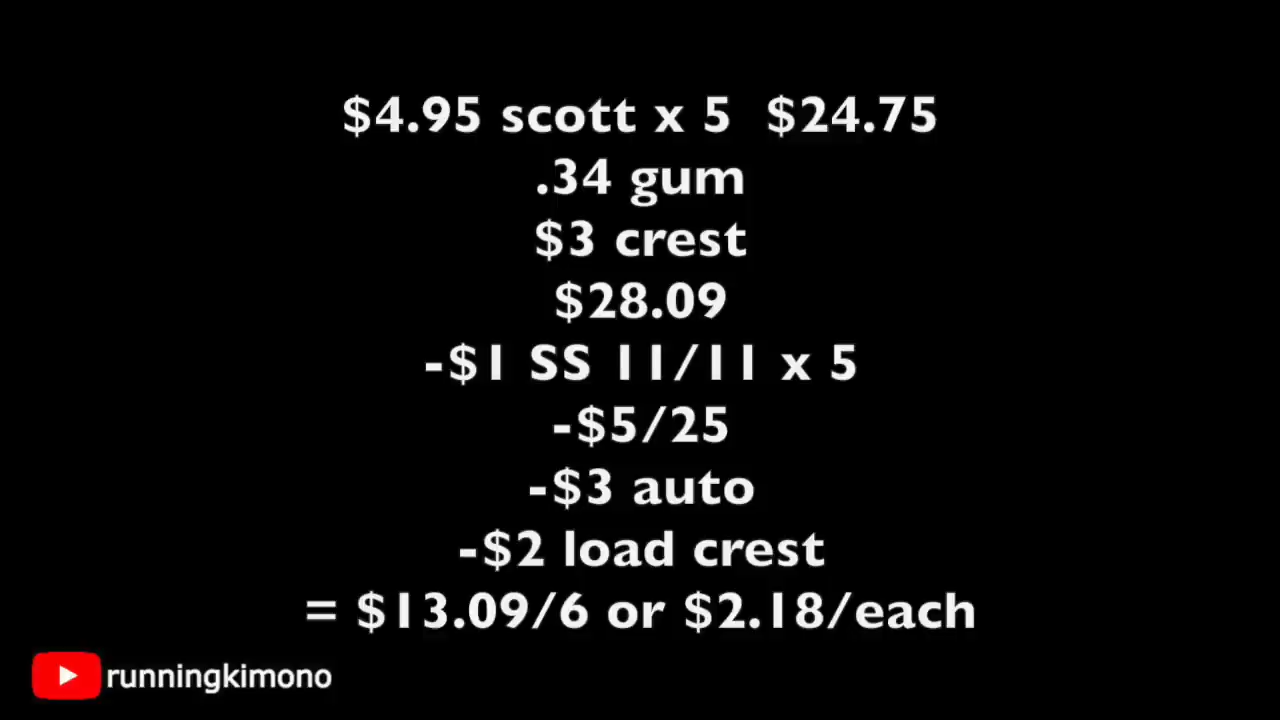 $4.95 scott x 5 $24.75
.34 gum
$3 crest
$28.09
-$1 SS 11/11 x 5
-$5/25
-$3 auto
-$2 load crest
= $13.09/6 or $2.18/each
runningkimono